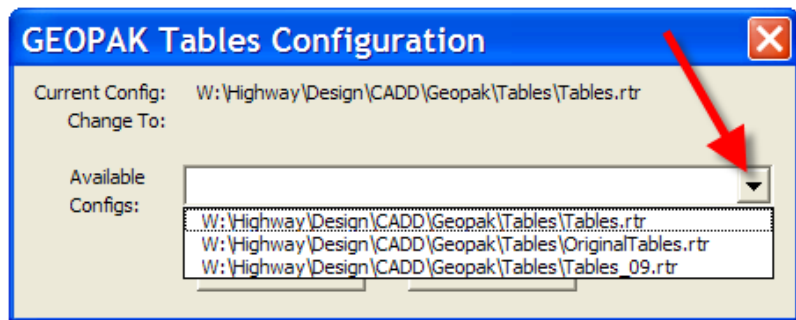 GEOPAK Tables Configuration
Current Config: W:\Highway\Design\CADD\Geopak\Tables\Tables.rtr
Change To:
Available
Configs:
W:\Highway\Design\CADD\Geopak\Tables\Tables.rtr
W:\Highway\Design\CADD\Geopak\Tables\OriginalTables.rtr
W:\Highway\Design\CADD\Geopak\Tables\Tables_09.rtr